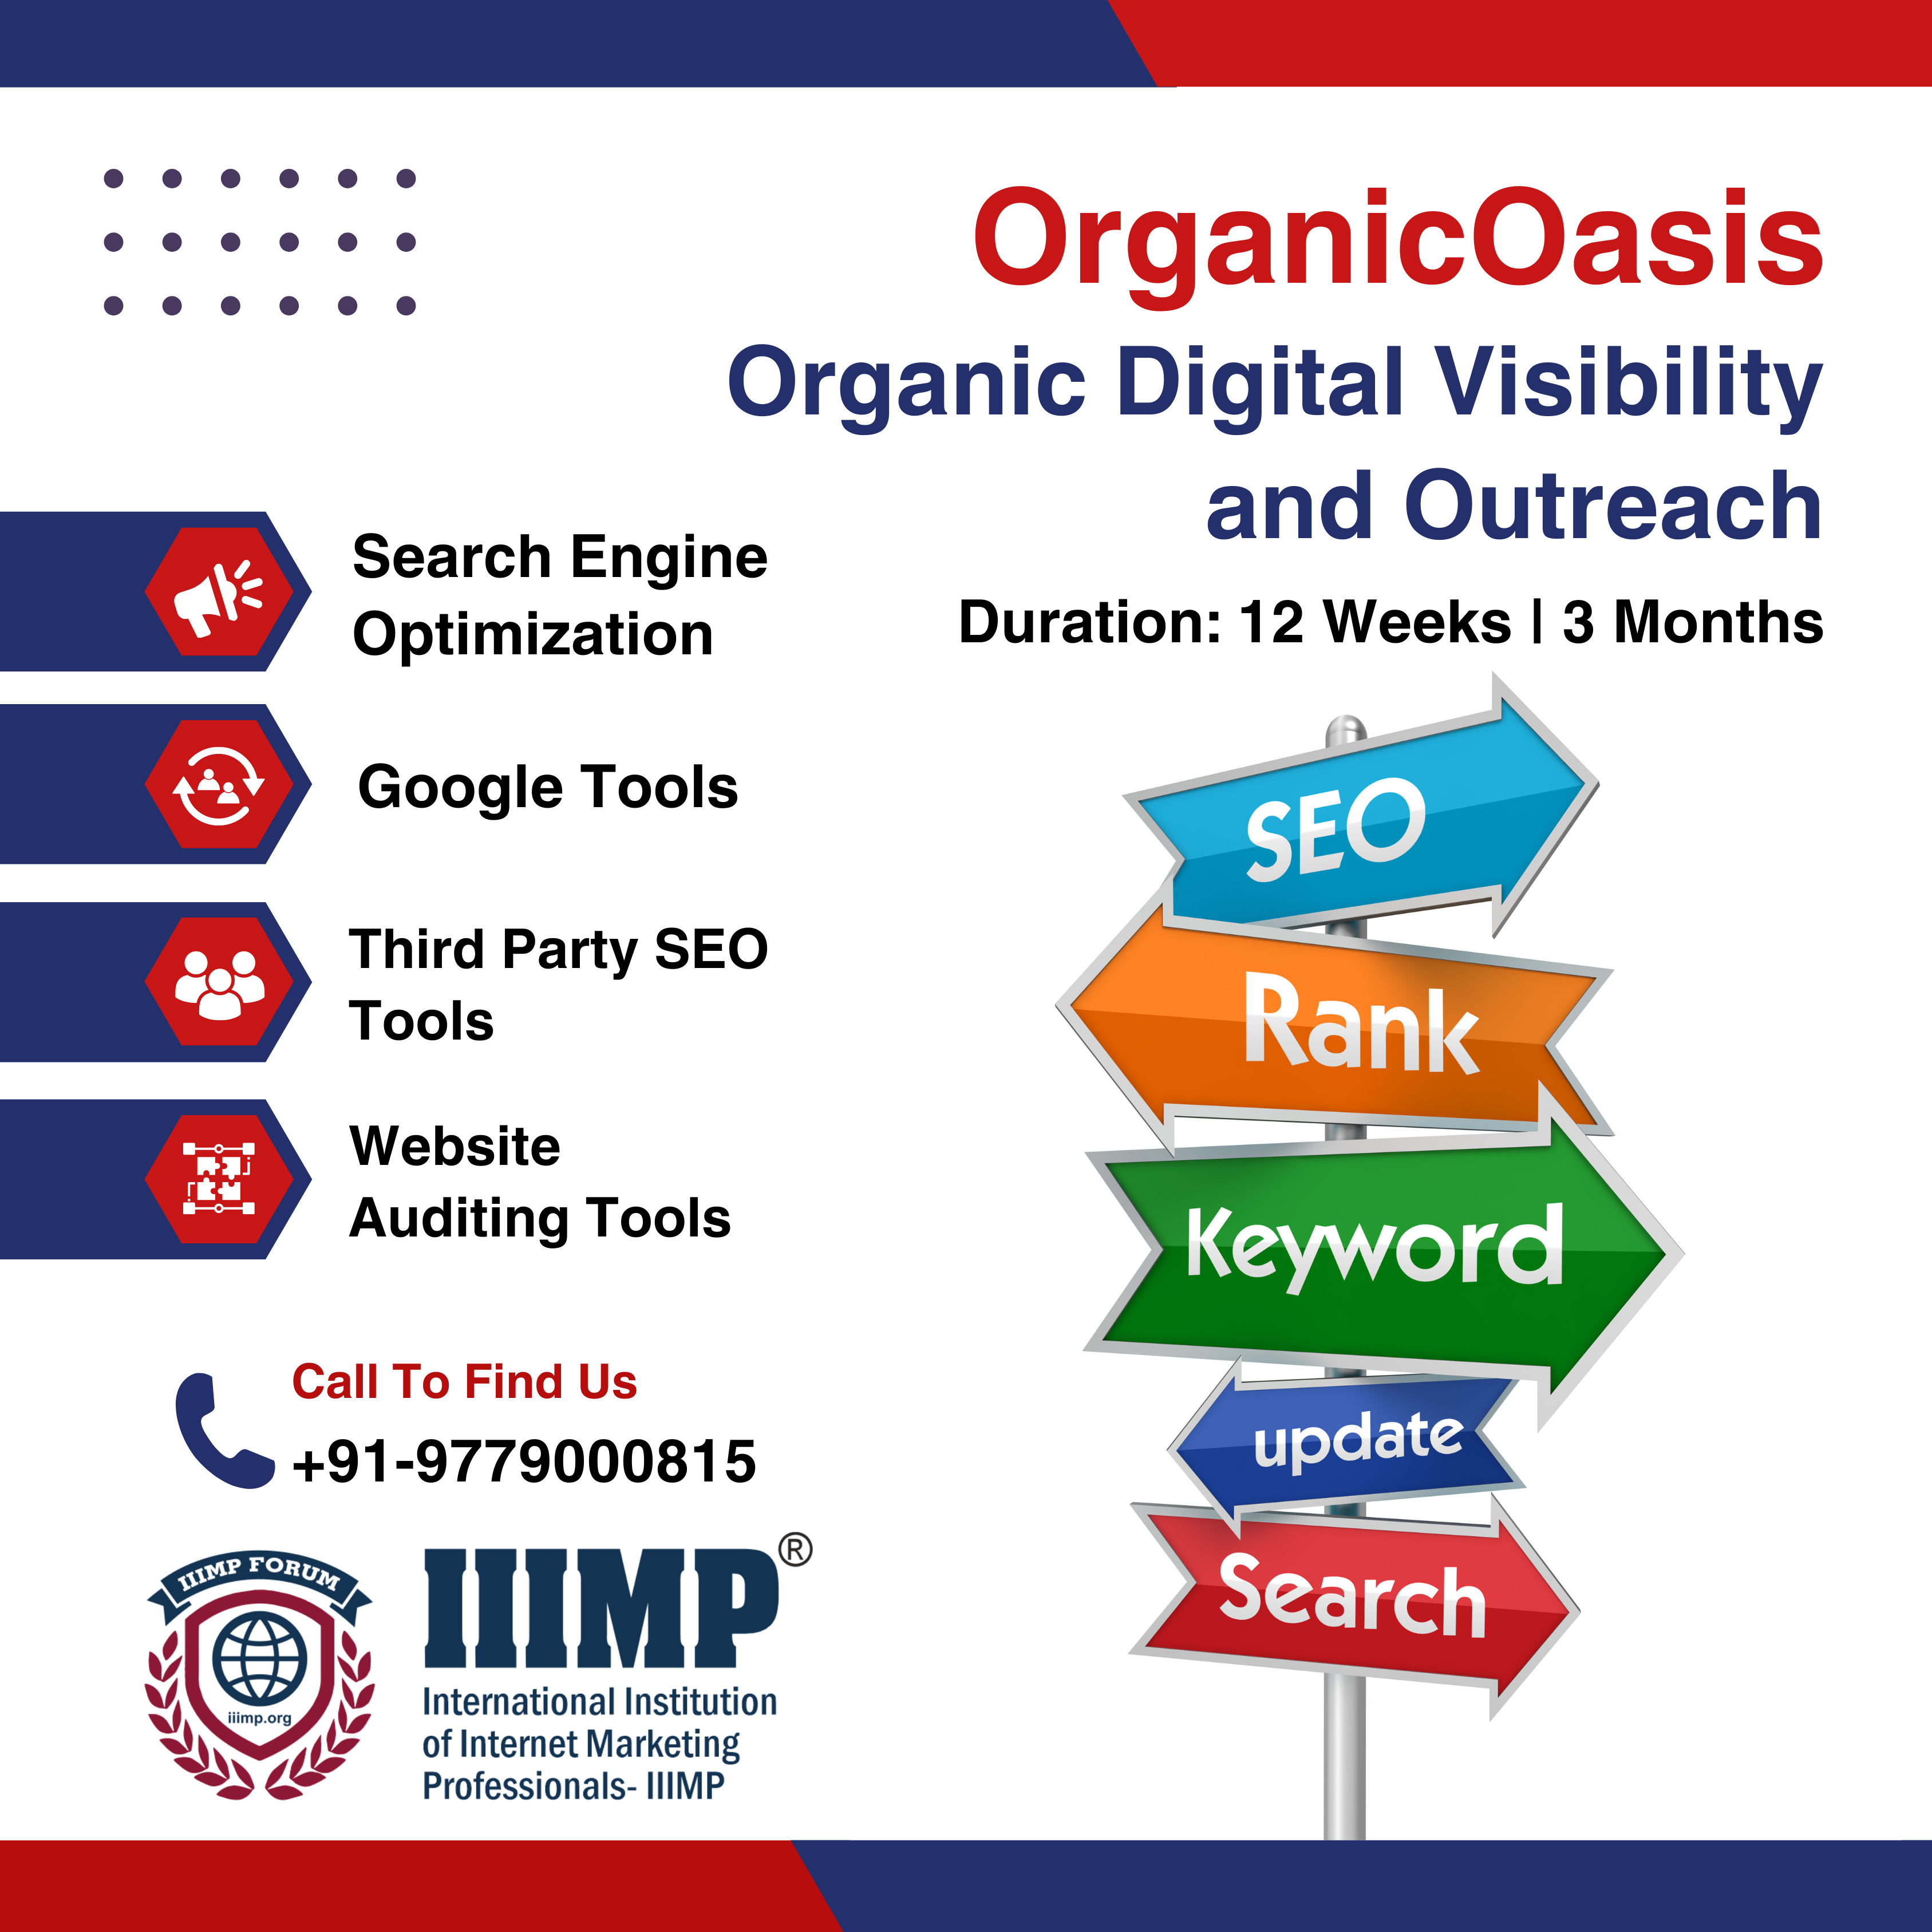 OrganicOasis
Organic Digital Visibility
and Outreach
Duration: 12 Weeks | 3 Months
Search Engine
Optimization
Google Tools
Third Party SEO
Tools
Website
Auditing Tools
SEO
Rank
Keyword
update
Search
Call To Find Us
+91-9779000815
IIIMP FORUM
iiimp.org
IIIMP®
International Institution
of Internet Marketing
Professionals- IIIMP